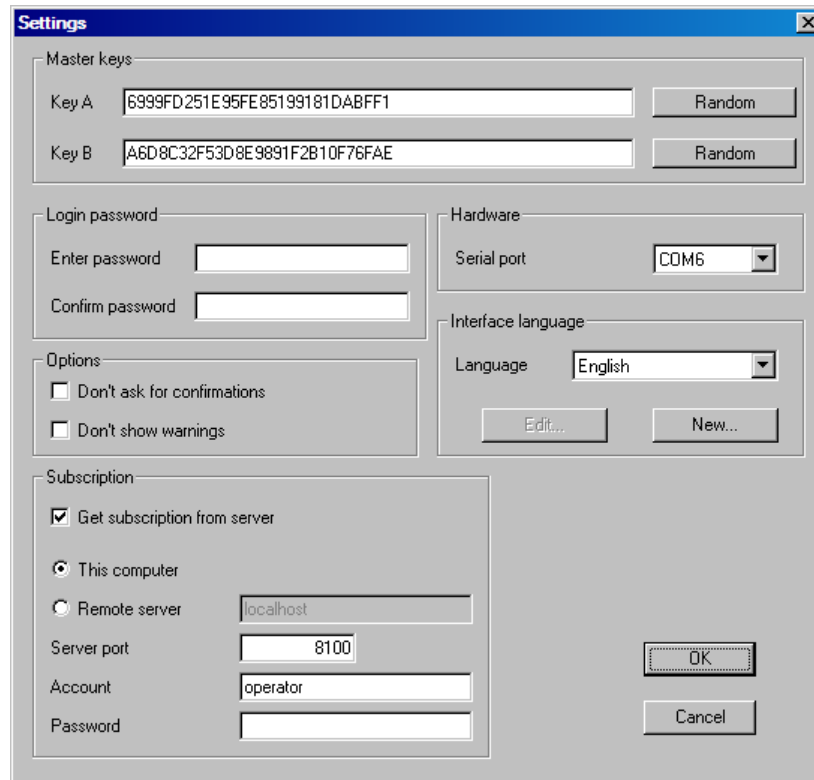 Settings
Master keys
Key A 6999FD251E95FE85199181DABFF1 Random
Key B A6D8C32F53D8E9891F2B10F76FAE Random
Login password
Enter password
Confirm password
Hardware
Serial port COM6
Interface language
Language English
Edit... New...
Options
Don't ask for confirmations
Don't show warnings
Subscription
Get subscription from server
This computer
Remote server localhost
Server port 8100
Account operator
Password
OK
Cancel